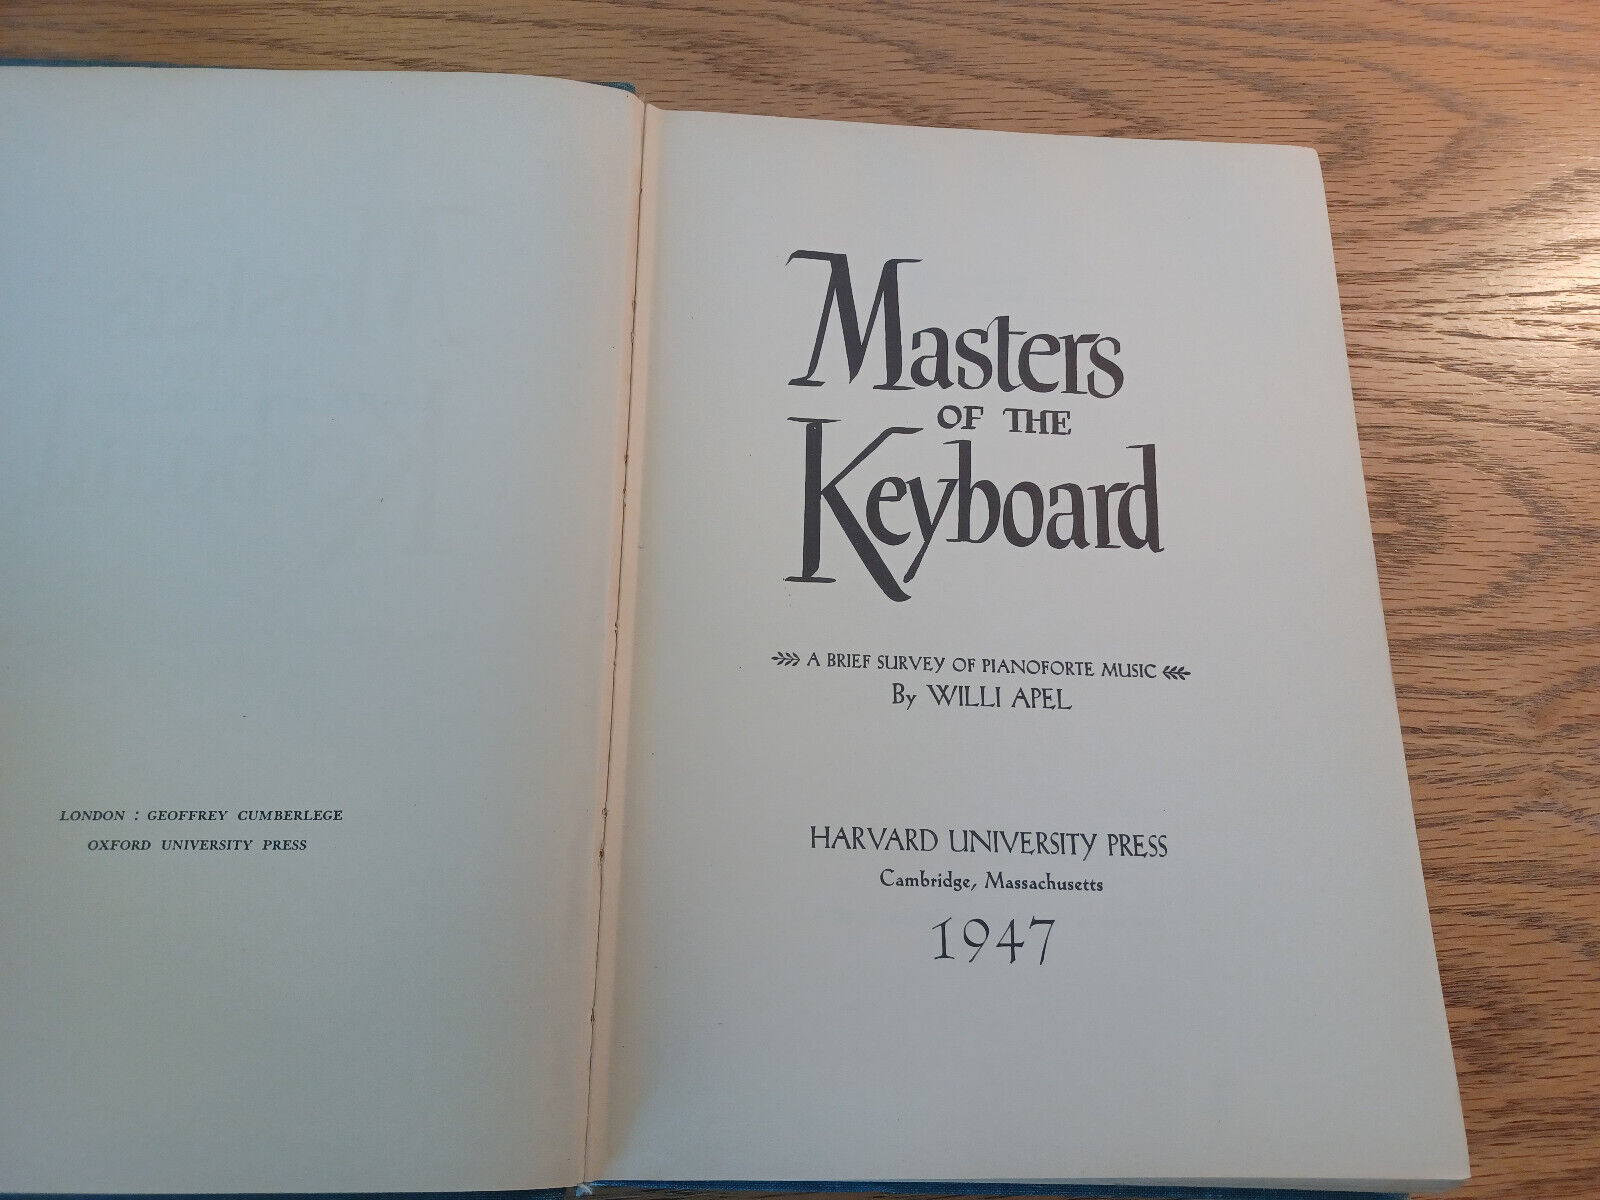 LONDON : GEOFFREY CUMBERLEGE
OXFORD UNIVERSITY PRESS
Masters
OF THE
Keyboard
A BRIEF SURVEY OF PIANOFORTE MUSIC
By WILLI APEL
HARVARD UNIVERSITY PRESS
Cambridge, Massachusetts
1947